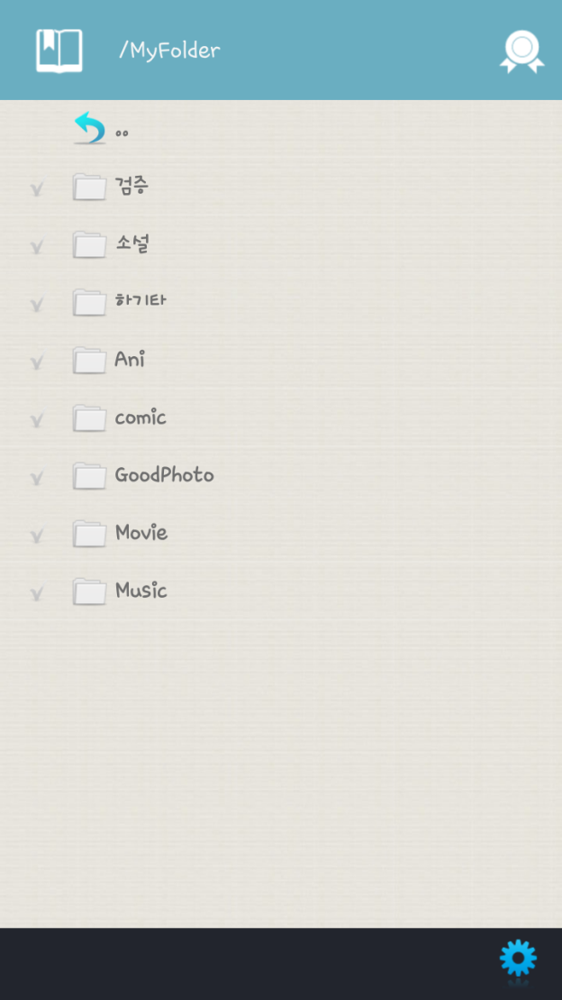 /MyFolder
..
검증
소설
하기타
Ani
comic
GoodPhoto
Movie
Music